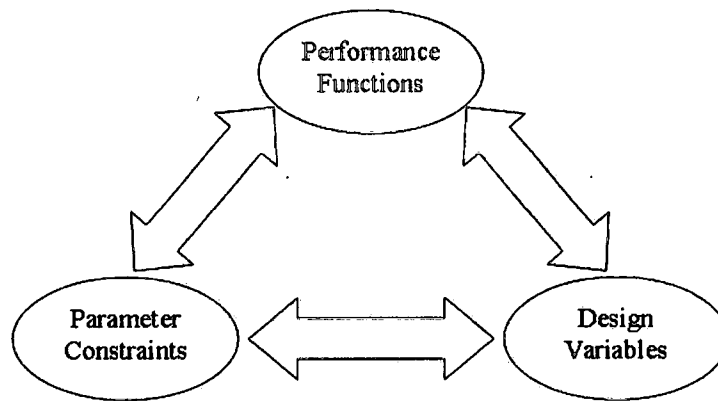 Performance
Functions
Parameter
Constraints
Design
Variables